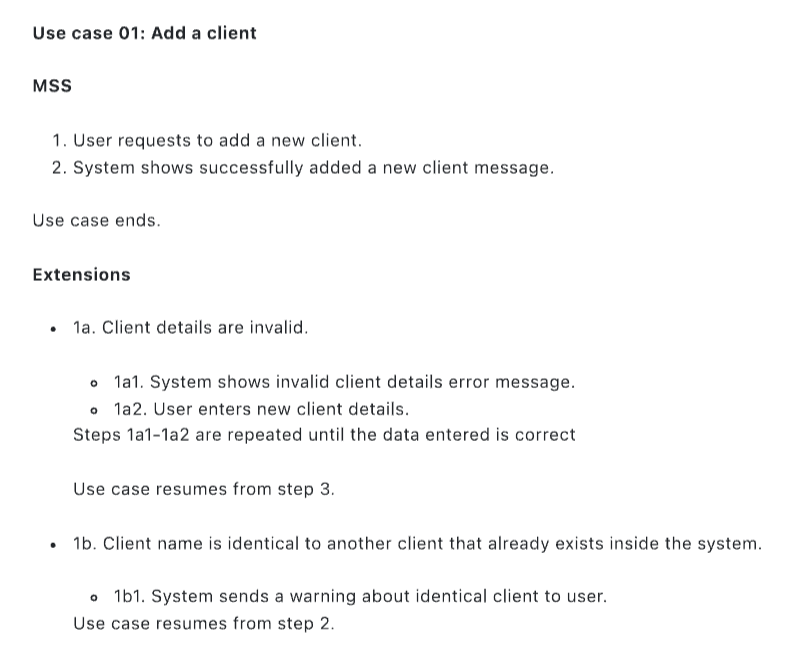 Use case 01: Add a client
MSS
1. User requests to add a new client.
2. System shows successfully added a new client message.
Use case ends.
Extensions
• 1a. Client details are invalid.
○ 1a1. System shows invalid client details error message.
○ 1a2. User enters new client details.
Steps 1a1-1a2 are repeated until the data entered is correct
Use case resumes from step 3.
• 1b. Client name is identical to another client that already exists inside the system.
○ 1b1. System sends a warning about identical client to user.
Use case resumes from step 2.